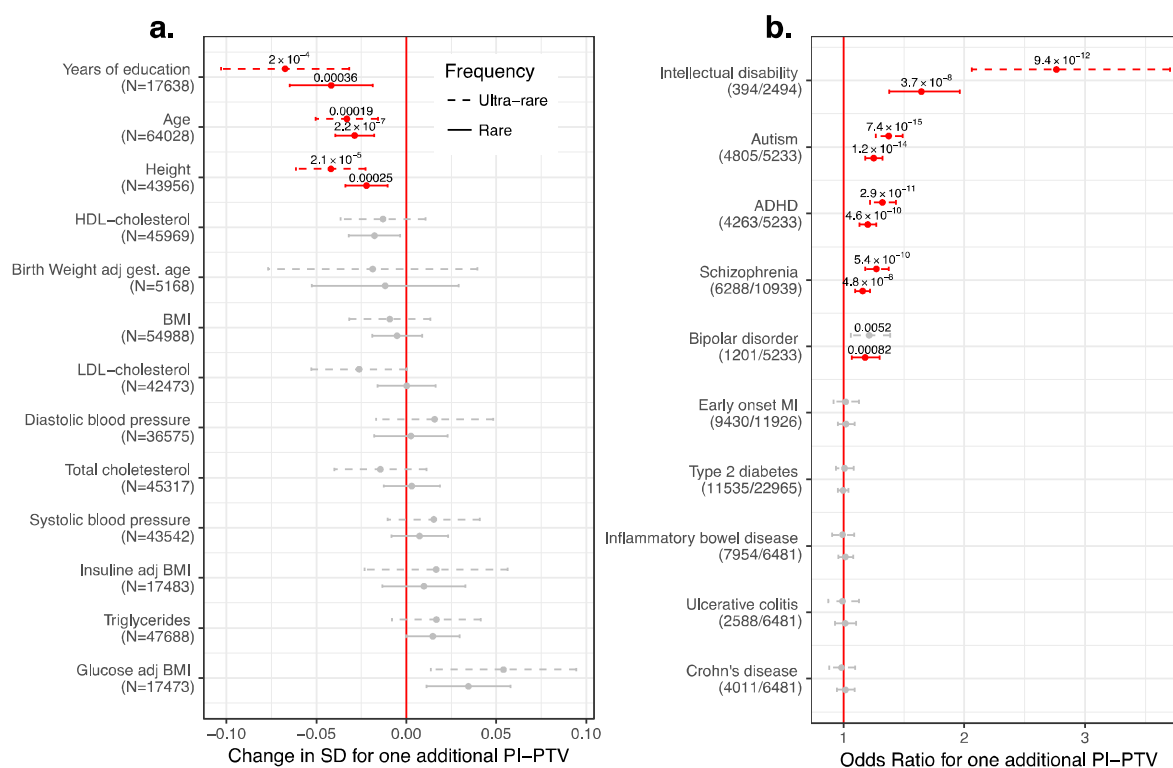 a.
Years of education
(N=17638)
Age
(N=64028)
Height
(N=43956)
HDL−cholesterol
(N=45969)
Birth Weight adj gest. age
(N=5168)
BMI
(N=54988)
LDL−cholesterol
(N=42473)
Diastolic blood pressure
(N=36575)
Total choletesterol
(N=45317)
Systolic blood pressure
(N=43542)
Insuline adj BMI
(N=17483)
Triglycerides
(N=47688)
Glucose adj BMI
(N=17473)
2 × 10⁻⁴
0.00036
0.00019
2.2 × 10⁻⁷
2.1 × 10⁻⁵
0.00025
Frequency
Ultra−rare
Rare
−0.10
−0.05
0.00
0.05
0.10
Change in SD for one additional PI−PTV
b.
Intellectual disability
(394/2494)
Autism
(4805/5233)
ADHD
(4263/5233)
Schizophrenia
(6288/10939)
Bipolar disorder
(1201/5233)
Early onset MI
(9430/11926)
Type 2 diabetes
(11535/22965)
Inflammatory bowel disease
(7954/6481)
Ulcerative colitis
(2588/6481)
Crohn's disease
(4011/6481)
9.4 × 10⁻¹²
3.7 × 10⁻⁸
7.4 × 10⁻¹⁵
1.2 × 10⁻¹⁴
2.9 × 10⁻¹¹
4.6 × 10⁻¹⁰
5.4 × 10⁻¹⁰
4.8 × 10⁻⁸
0.0052
0.00082
1
2
3
Odds Ratio for one additional PI−PTV